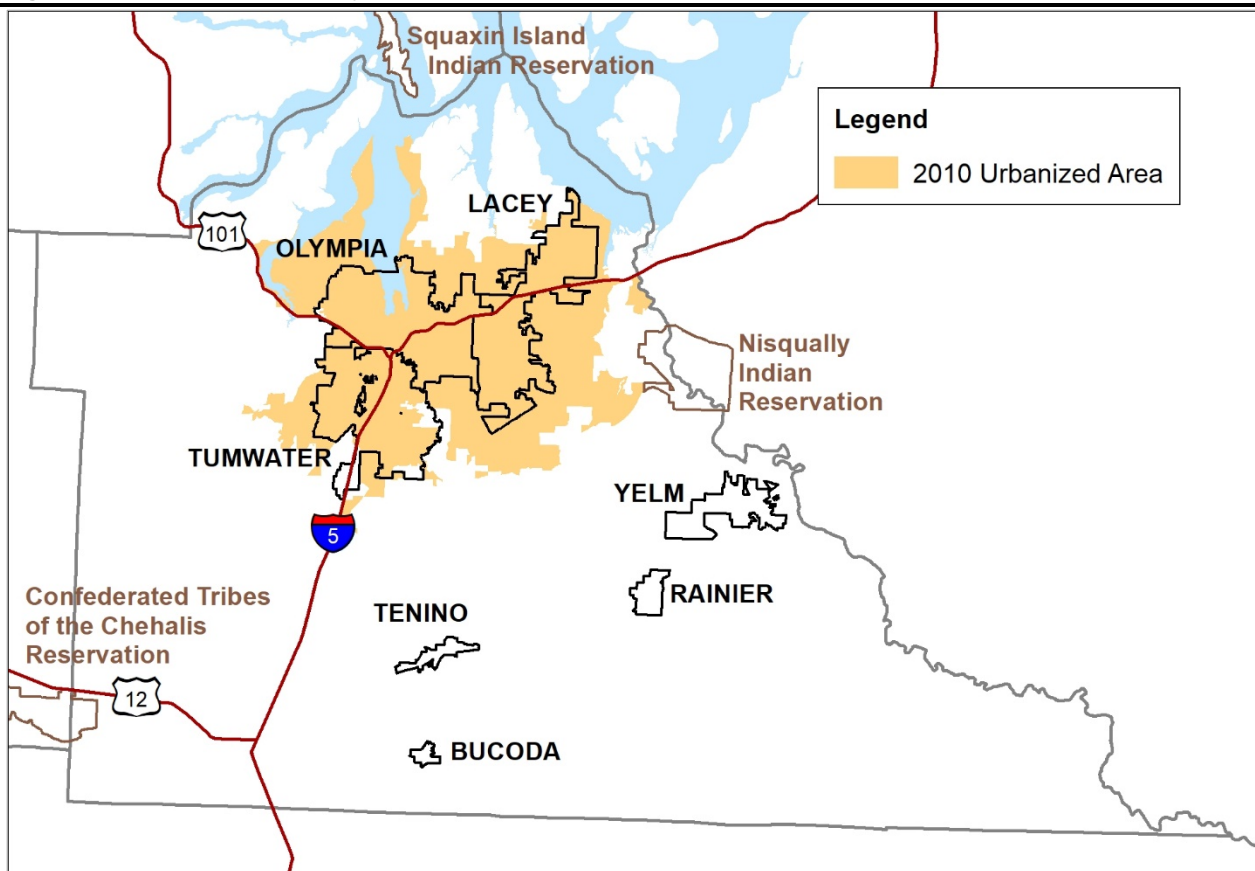 Squaxin Island
Indian Reservation
Legend
2010 Urbanized Area
LACEY
101
OLYMPIA
Nisqually
Indian
Reservation
TUMWATER
YELM
5
Confederated Tribes
of the Chehalis
Reservation
RAINIER
TENINO
12
BUCODA